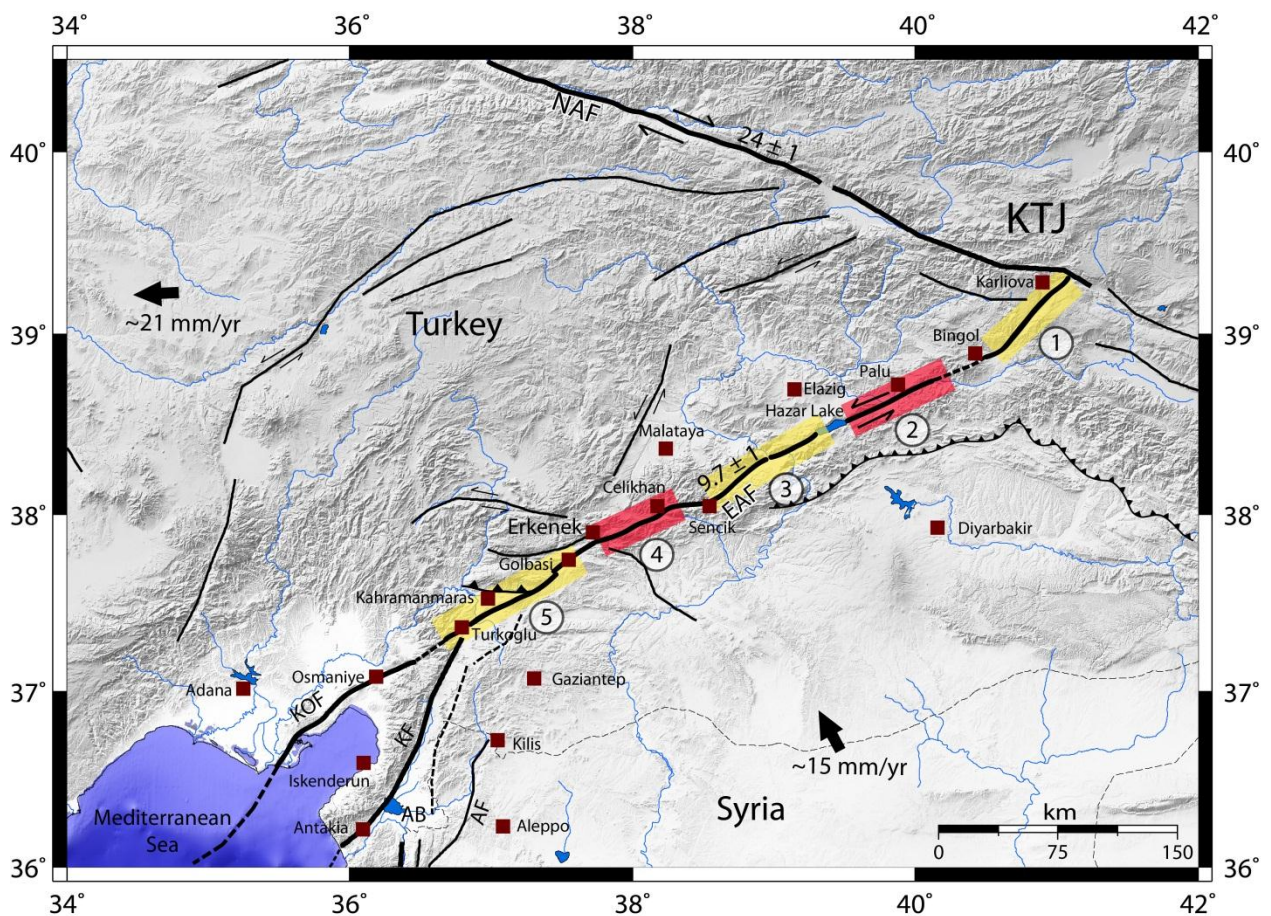 34° 36° 38° 40° 42°
NAF
24 ± 1
40° 40°
KTJ
Karliova
~21 mm/yr
Turkey
39° 39°
Bingol
1
Palu
Elazig
Hazar Lake
2
Malataya
9.7 ± 1
3
Celikhan
EAF
Sencik
38° 38°
Erkenek
Diyarbakir
4
Golbasi
Kahramanmaras
5
Turkoglu
Osmaniye
Gaziantep
37° 37°
Adana
KOF
KF
Kilis
~15 mm/yr
Iskenderun
Mediterranean
Sea
Antakia
AB
AF
Aleppo
Syria
km
0 75 150
36° 36°
34° 36° 38° 40° 42°